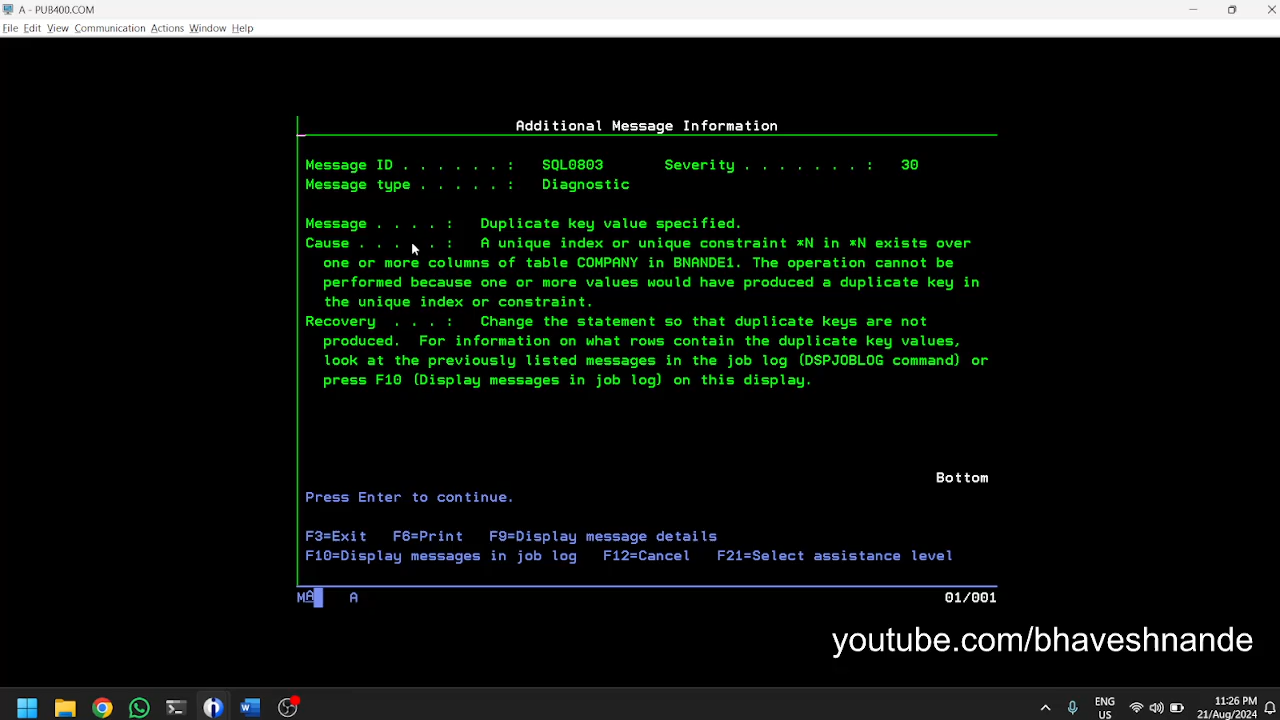 A - PUB400.COM
File Edit View Communication Actions Window Help
Additional Message Information
Message ID . . . . . . : SQL0803 Severity . . . . . . . : 30
Message type . . . . . : Diagnostic
Message . . . . : Duplicate key value specified.
Cause . . . . . : A unique index or unique constraint *N in *N exists over
one or more columns of table COMPANY in BNANDE1. The operation cannot be
performed because one or more values would have produced a duplicate key in
the unique index or constraint.
Recovery . . . : Change the statement so that duplicate keys are not
produced. For information on what rows contain the duplicate key values,
look at the previously listed messages in the job log (DSPJOBLOG command) or
press F10 (Display messages in job log) on this display.
Bottom
Press Enter to continue.
F3=Exit F6=Print F9=Display message details
F10=Display messages in job log F12=Cancel F21=Select assistance level
MA A 01/001
youtube.com/bhaveshnande
ENG
US
11:26 PM
21/Aug/2024